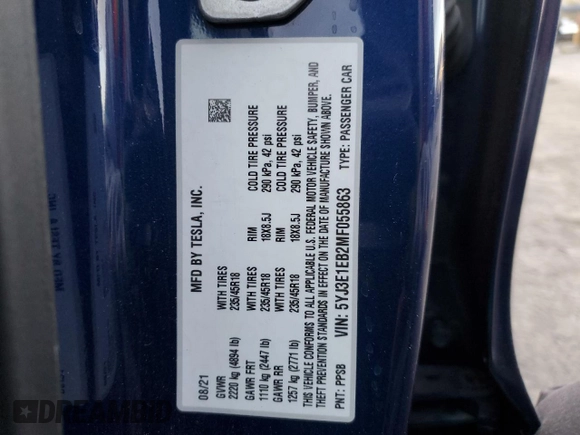 MFD BY TESLA, INC.
08/21
GVWR WITH TIRES RIM COLD TIRE PRESSURE
2220 kg (4894 lb) 235/45R18 18X8.5J 290 kPa, 42 psi
GAWR FRT WITH TIRES RIM COLD TIRE PRESSURE
1110 kg (2447 lb) 235/45R18 18X8.5J 290 kPa, 42 psi
GAWR RR
1257 kg (2771 lb) 235/45R18
THIS VEHICLE CONFORMS TO ALL APPLICABLE U.S. FEDERAL MOTOR VEHICLE SAFETY, BUMPER, AND
THEFT PREVENTION STANDARDS IN EFFECT ON THE DATE OF MANUFACTURE SHOWN ABOVE.
VIN: 5YJ3E1EB2MF055863
PNT: PPSB TYPE: PASSENGER CAR
DREAMBID